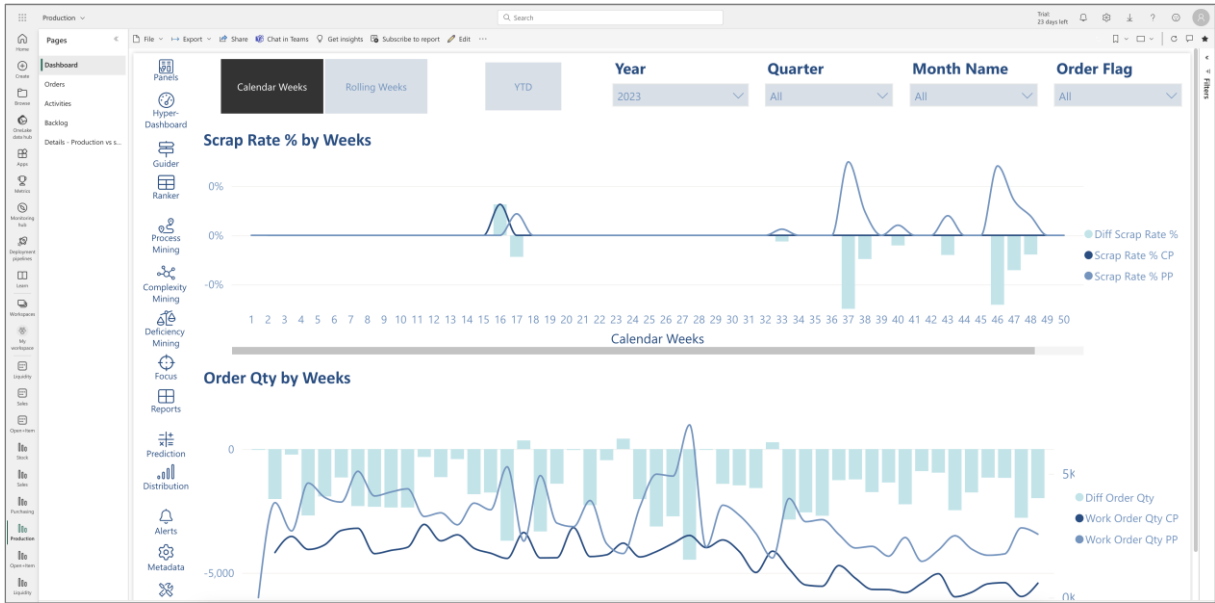 Production
Search
Trial:
23 days left
Home
Create
Browse
OneLake
data hub
Apps
Metrics
Monitoring
hub
Deployment
pipelines
Learn
Workspaces
My
workspace
Liquidity
Sales
Open-item
Stock
Sales
Purchasing
Production
Open-item
Liquidity
Pages
Dashboard
Orders
Activities
Backlog
Details - Production vs s...
File
Export
Share
Chat in Teams
Get insights
Subscribe to report
Edit
...
Filters
Panels
Hyper-
Dashboard
Guider
Ranker
Process
Mining
Complexity
Mining
Deficiency
Mining
Focus
Reports
Prediction
Distribution
Alerts
Metadata
Calendar Weeks
Rolling Weeks
YTD
Year
2023
Quarter
All
Month Name
All
Order Flag
All
Scrap Rate % by Weeks
0%
0%
-0%
1 2 3 4 5 6 7 8 9 10 11 12 13 14 15 16 17 18 19 20 21 22 23 24 25 26 27 28 29 30 31 32 33 34 35 36 37 38 39 40 41 42 43 44 45 46 47 48 49 50
Calendar Weeks
Diff Scrap Rate %
Scrap Rate % CP
Scrap Rate % PP
Order Qty by Weeks
0
-5,000
5k
0k
Diff Order Qty
Work Order Qty CP
Work Order Qty PP